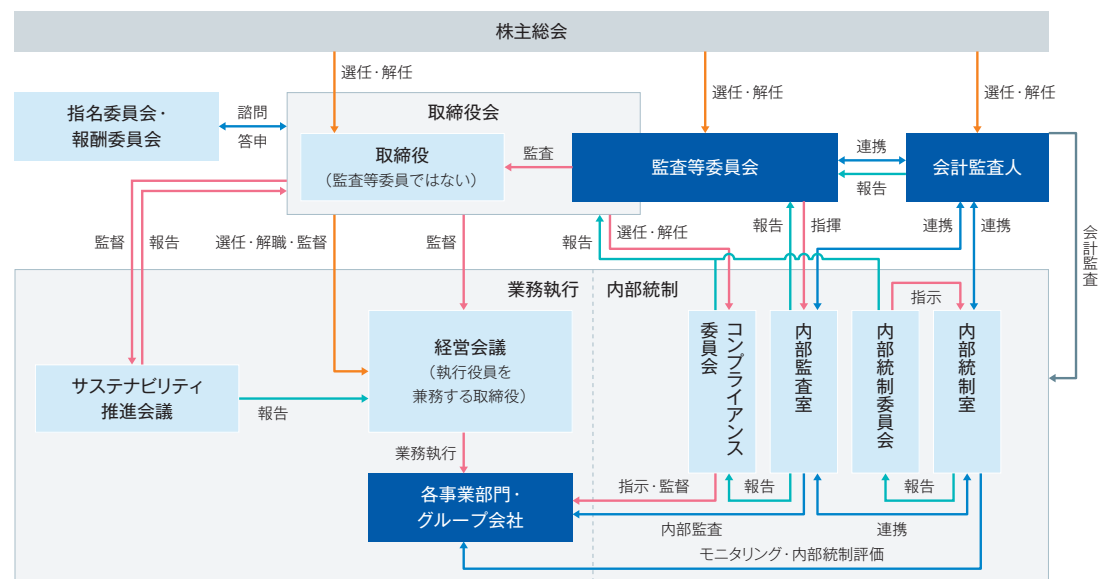 株主総会
選任・解任
選任・解任
選任・解任
指名委員会・
報酬委員会
諮問
答申
取締役会
取締役
（監査等委員ではない）
監査
監査等委員会
連携
報告
会計監査人
監督
報告
選任・解職・監督
監督
報告
選任・解任
報告
指揮
連携
連携
会計監査
業務執行
内部統制
指示
経営会議
（執行役員を
兼務する取締役）
サステナビリティ
推進会議
報告
コンプライアンス
委員会
内部監査室
内部統制委員会
内部統制室
業務執行
各事業部門・
グループ会社
指示・監督
報告
報告
内部監査
連携
モニタリング・内部統制評価